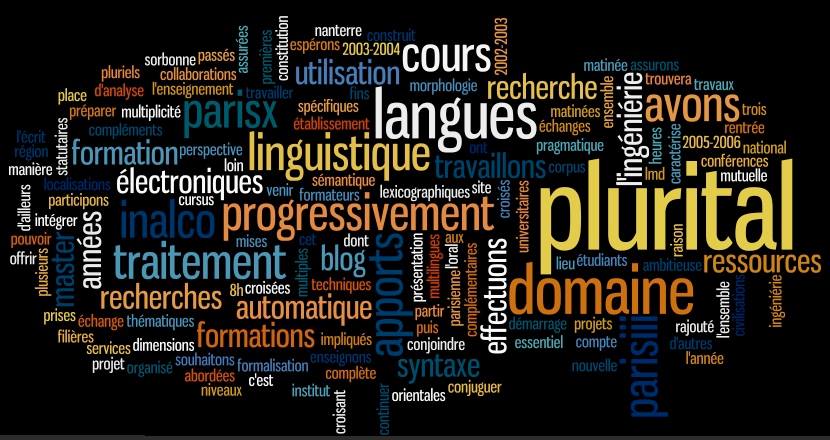 nanterre
construit
constitution
espérons
2003-2004
cours
2002-2003
assurées
premières
sorbonne
passés
pluriels
collaborations
utilisation
morphologie
recherche
matinée
assurons
ensemble
l'ingéniérie
trouvera
travaux
place
d'analyse
l'enseignement
travailler
fins
avons
trois
préparer
multiplicité
parisx
spécifiques
langues
matinées
échanges
rentrée
l'écrit
région
statutaires
compléments
établissement
heures
caractérise
2005-2006
national
formation
perspective
linguistique
ont
pragmatique
conférences
manière
loin
travaillons
corpus
lmd
mutuelle
localisations
électroniques
venir
sémantique
formateurs
lexicographiques
site
croisés
universitaires
plurital
d'ailleurs
participons
cursus
intégrer
années
inalco
progressivement
raison
pouvoir
offrir
plusieurs
master
mises
cet
dont
multiples
apports
présentation
multilingues
l'oral
aux
parisienne
complémentaires
effectuons
lieu
étudiants
ambitieuse
ressources
traitement
blog
techniques
domaine
recherches
8h
croisées
automatique
partir
puis
l'ensemble
civilisations
ingéniérie
prises
échange
thématiques
filières
formations
impliqués
conjoindre
démarrage
projets
parisiii
rajouté
services
dimensions
essentiel
compte
d'autres
projet
organisé
souhaitons
formalisation
enseignons
complète
syntaxe
nouvelle
l'année
abordées
c'est
niveaux
institut
croisant
continuer
orientales
conjuguer